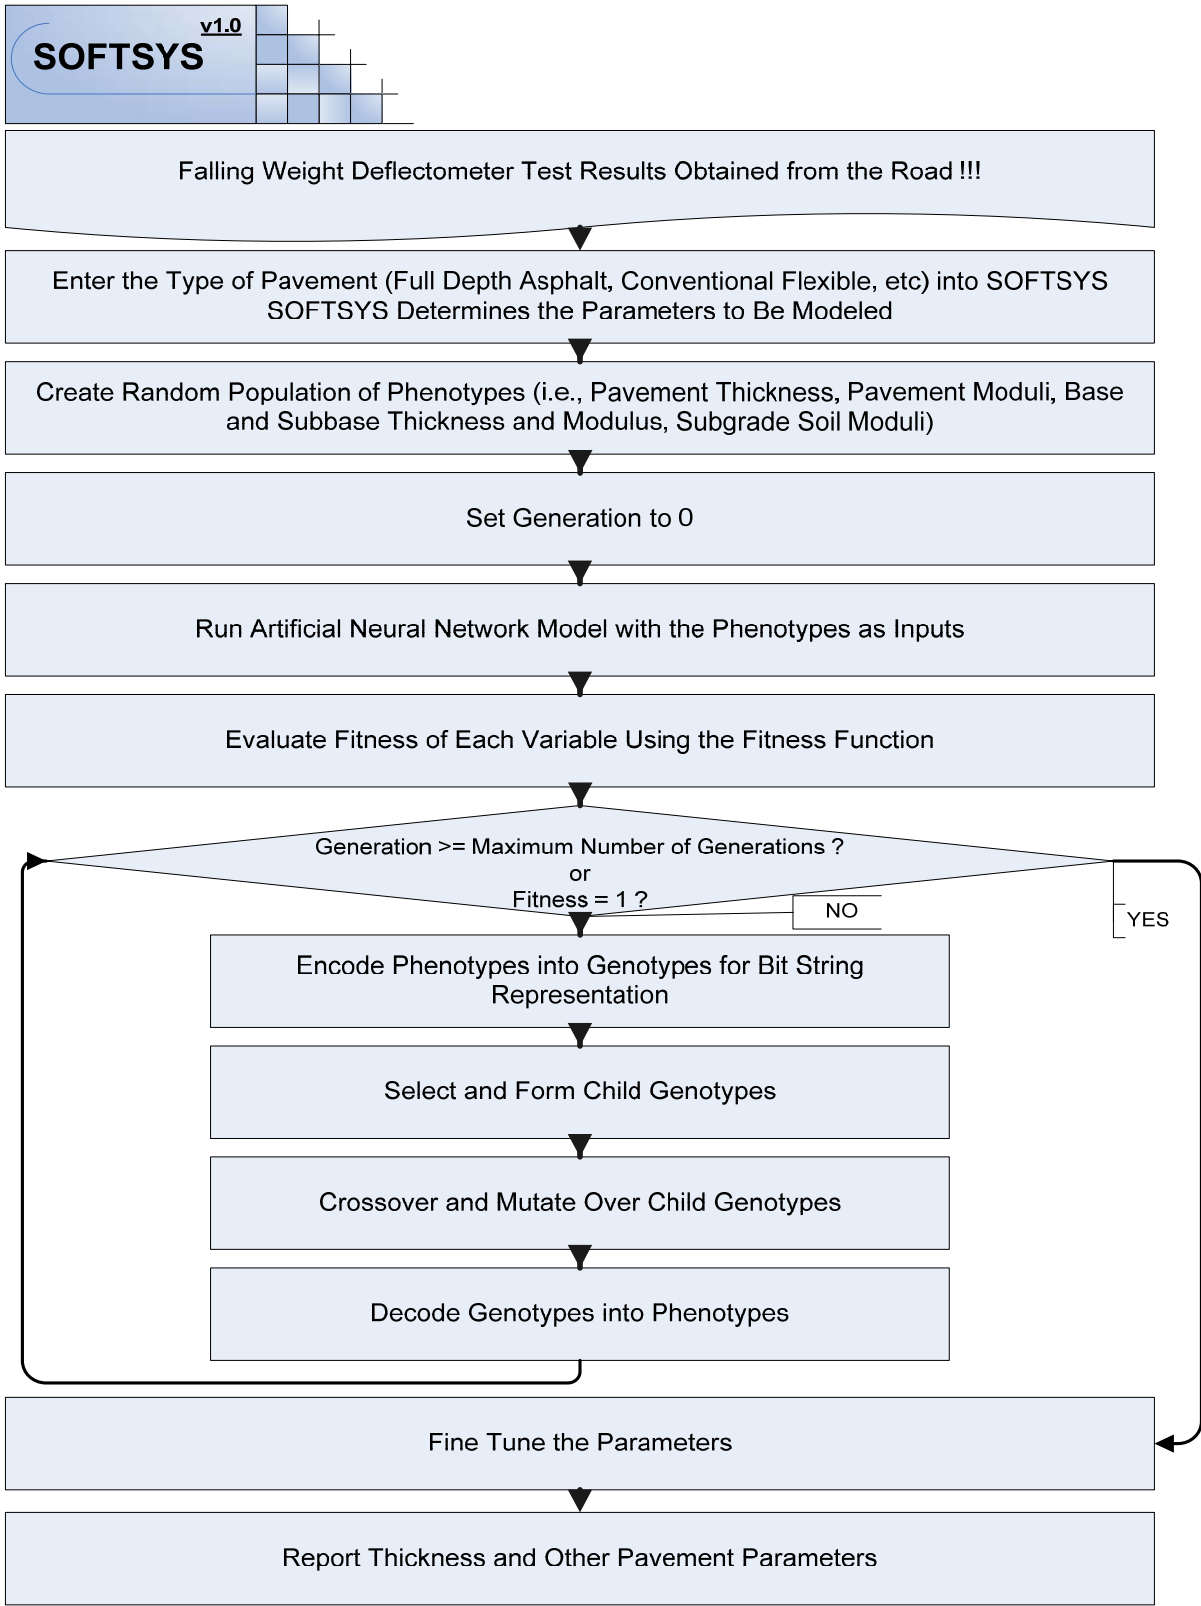 v1.0
SOFTSYS
Falling Weight Deflectometer Test Results Obtained from the Road !!!
Enter the Type of Pavement (Full Depth Asphalt, Conventional Flexible, etc) into SOFTSYS
SOFTSYS Determines the Parameters to Be Modeled
Create Random Population of Phenotypes (i.e., Pavement Thickness, Pavement Moduli, Base
and Subbase Thickness and Modulus, Subgrade Soil Moduli)
Set Generation to 0
Run Artificial Neural Network Model with the Phenotypes as Inputs
Evaluate Fitness of Each Variable Using the Fitness Function
Generation >= Maximum Number of Generations ?
or
Fitness = 1 ?
NO
YES
Encode Phenotypes into Genotypes for Bit String
Representation
Select and Form Child Genotypes
Crossover and Mutate Over Child Genotypes
Decode Genotypes into Phenotypes
Fine Tune the Parameters
Report Thickness and Other Pavement Parameters